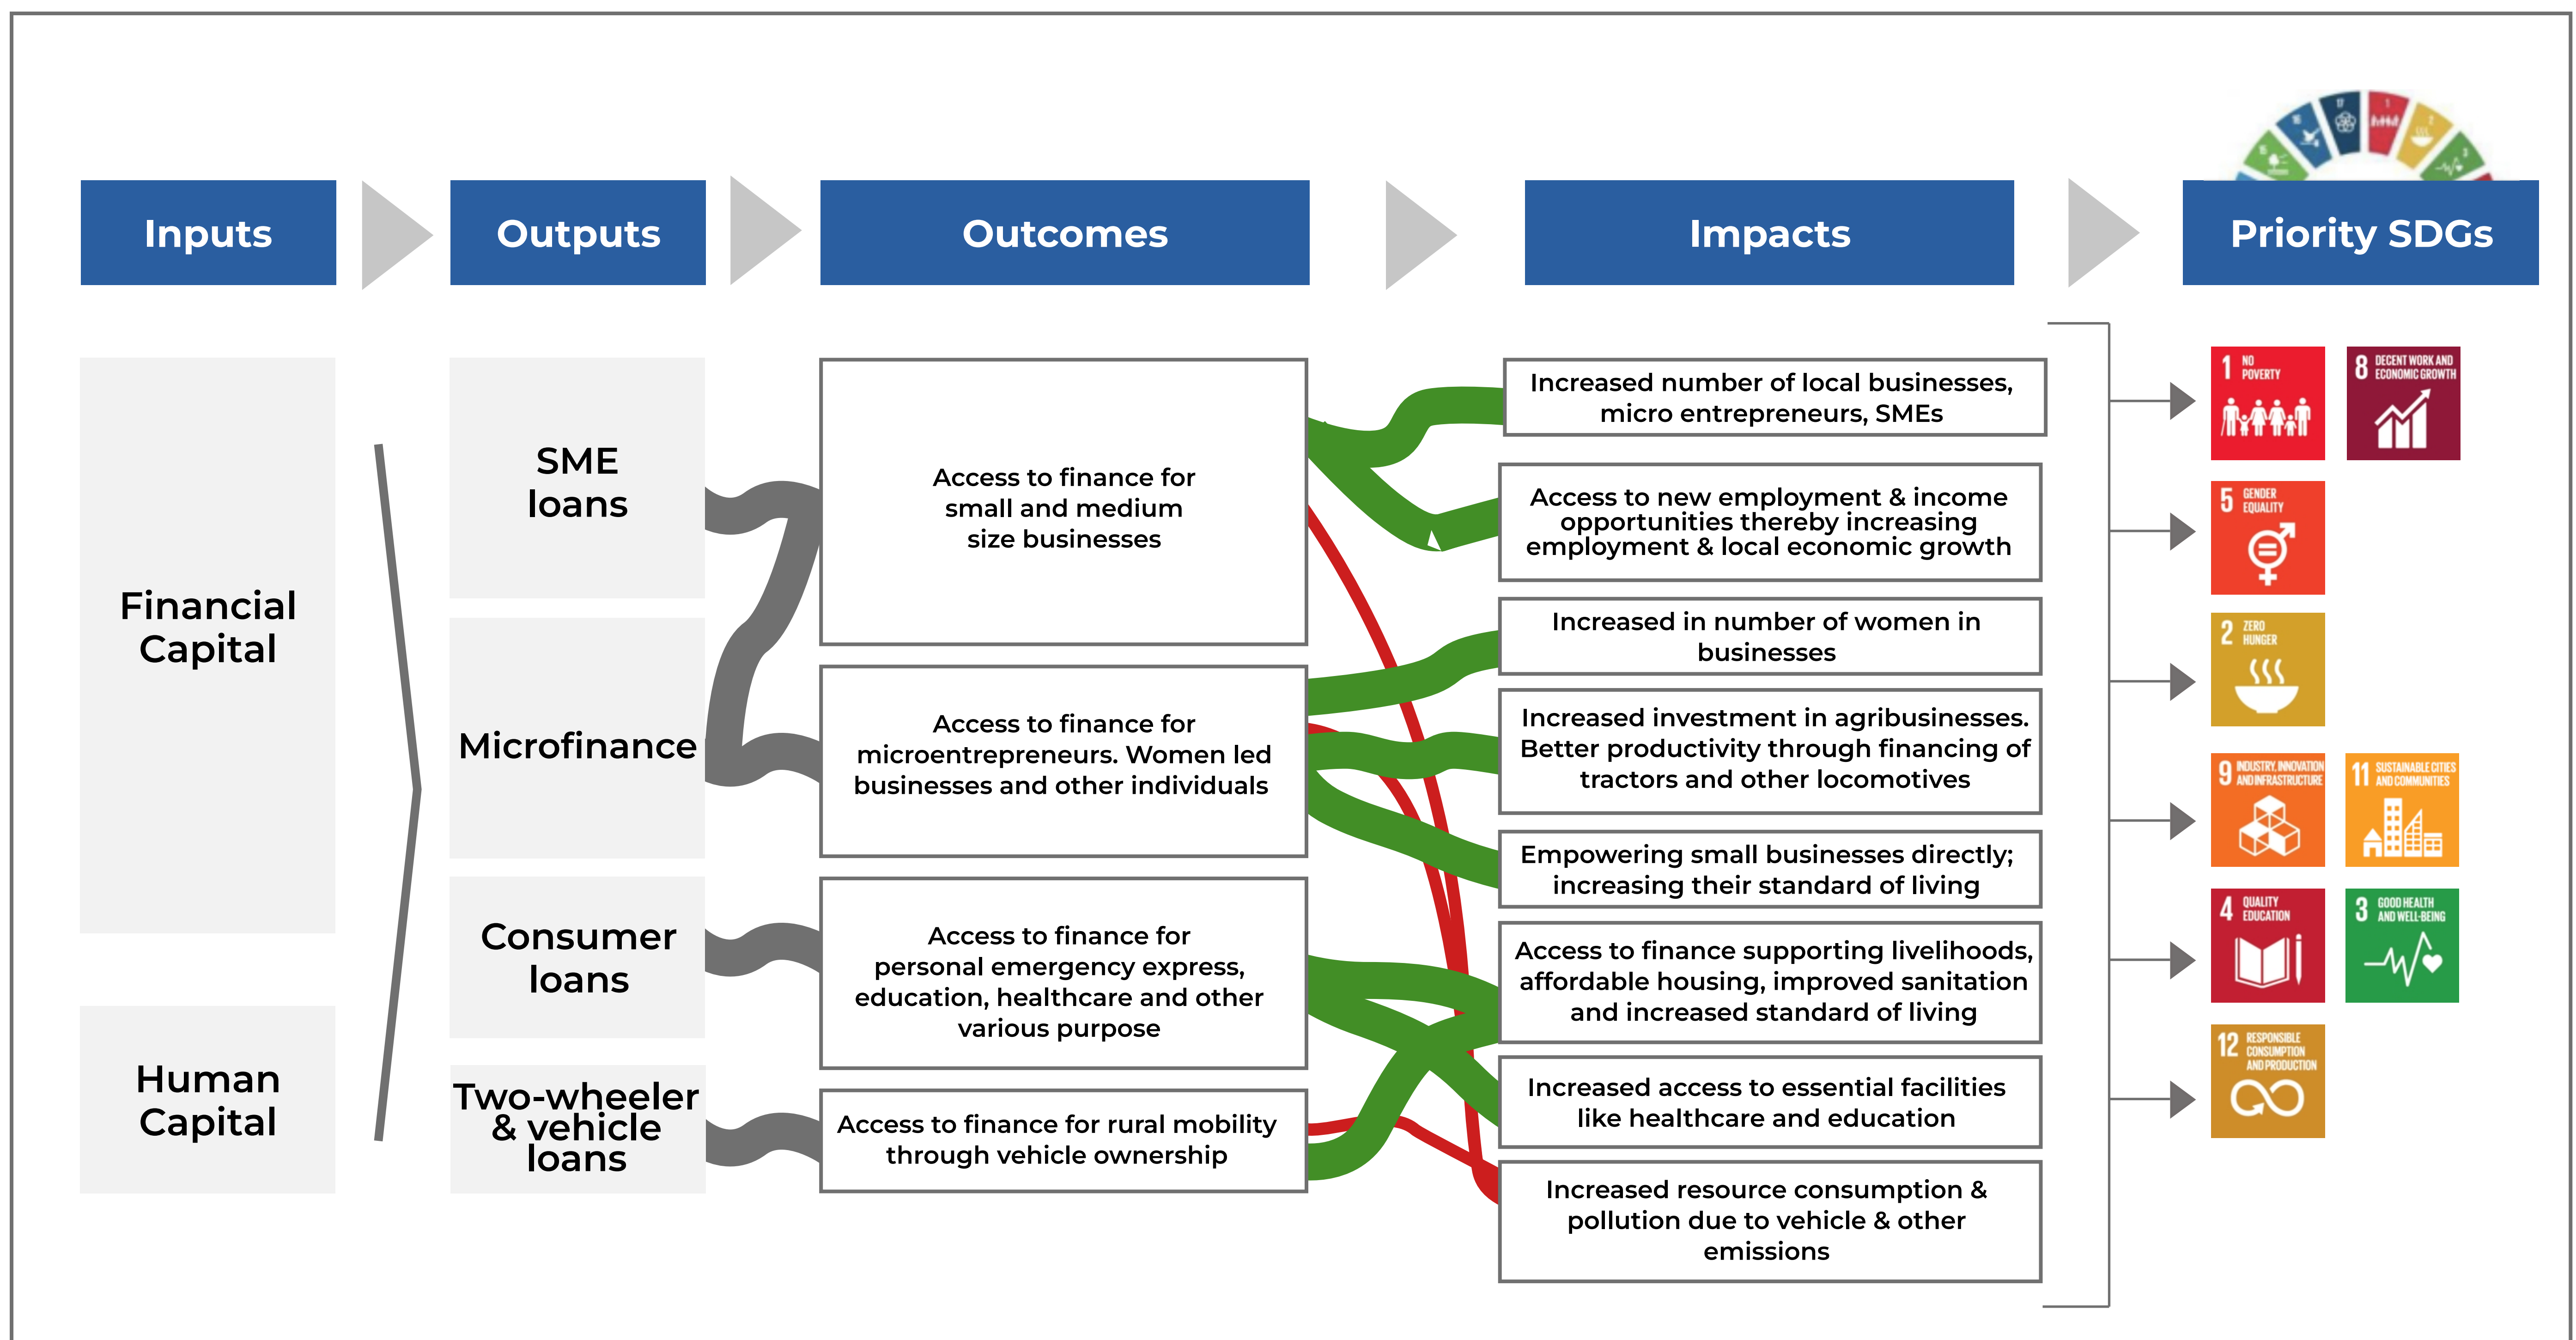 Inputs
Outputs
Outcomes
Impacts
Priority SDGs
17
1
2
3
15
16
Financial
Capital
Human
Capital
SME
loans
Microfinance
Consumer
loans
Two-wheeler
& vehicle
loans
Access to finance for
small and medium
size businesses
Access to finance for
microentrepreneurs. Women led
businesses and other individuals
Access to finance for
personal emergency express,
education, healthcare and other
various purpose
Access to finance for rural mobility
through vehicle ownership
Increased number of local businesses,
micro entrepreneurs, SMEs
Access to new employment & income
opportunities thereby increasing
employment & local economic growth
Increased in number of women in
businesses
Increased investment in agribusinesses.
Better productivity through financing of
tractors and other locomotives
Empowering small businesses directly;
increasing their standard of living
Access to finance supporting livelihoods,
affordable housing, improved sanitation
and increased standard of living
Increased access to essential facilities
like healthcare and education
Increased resource consumption &
pollution due to vehicle & other
emissions
1 NO
POVERTY
8 DECENT WORK AND
ECONOMIC GROWTH
5 GENDER
EQUALITY
2 ZERO
HUNGER
9 INDUSTRY, INNOVATION
AND INFRASTRUCTURE
11 SUSTAINABLE CITIES
AND COMMUNITIES
4 QUALITY
EDUCATION
3 GOOD HEALTH
AND WELL-BEING
12 RESPONSIBLE
CONSUMPTION
AND PRODUCTION